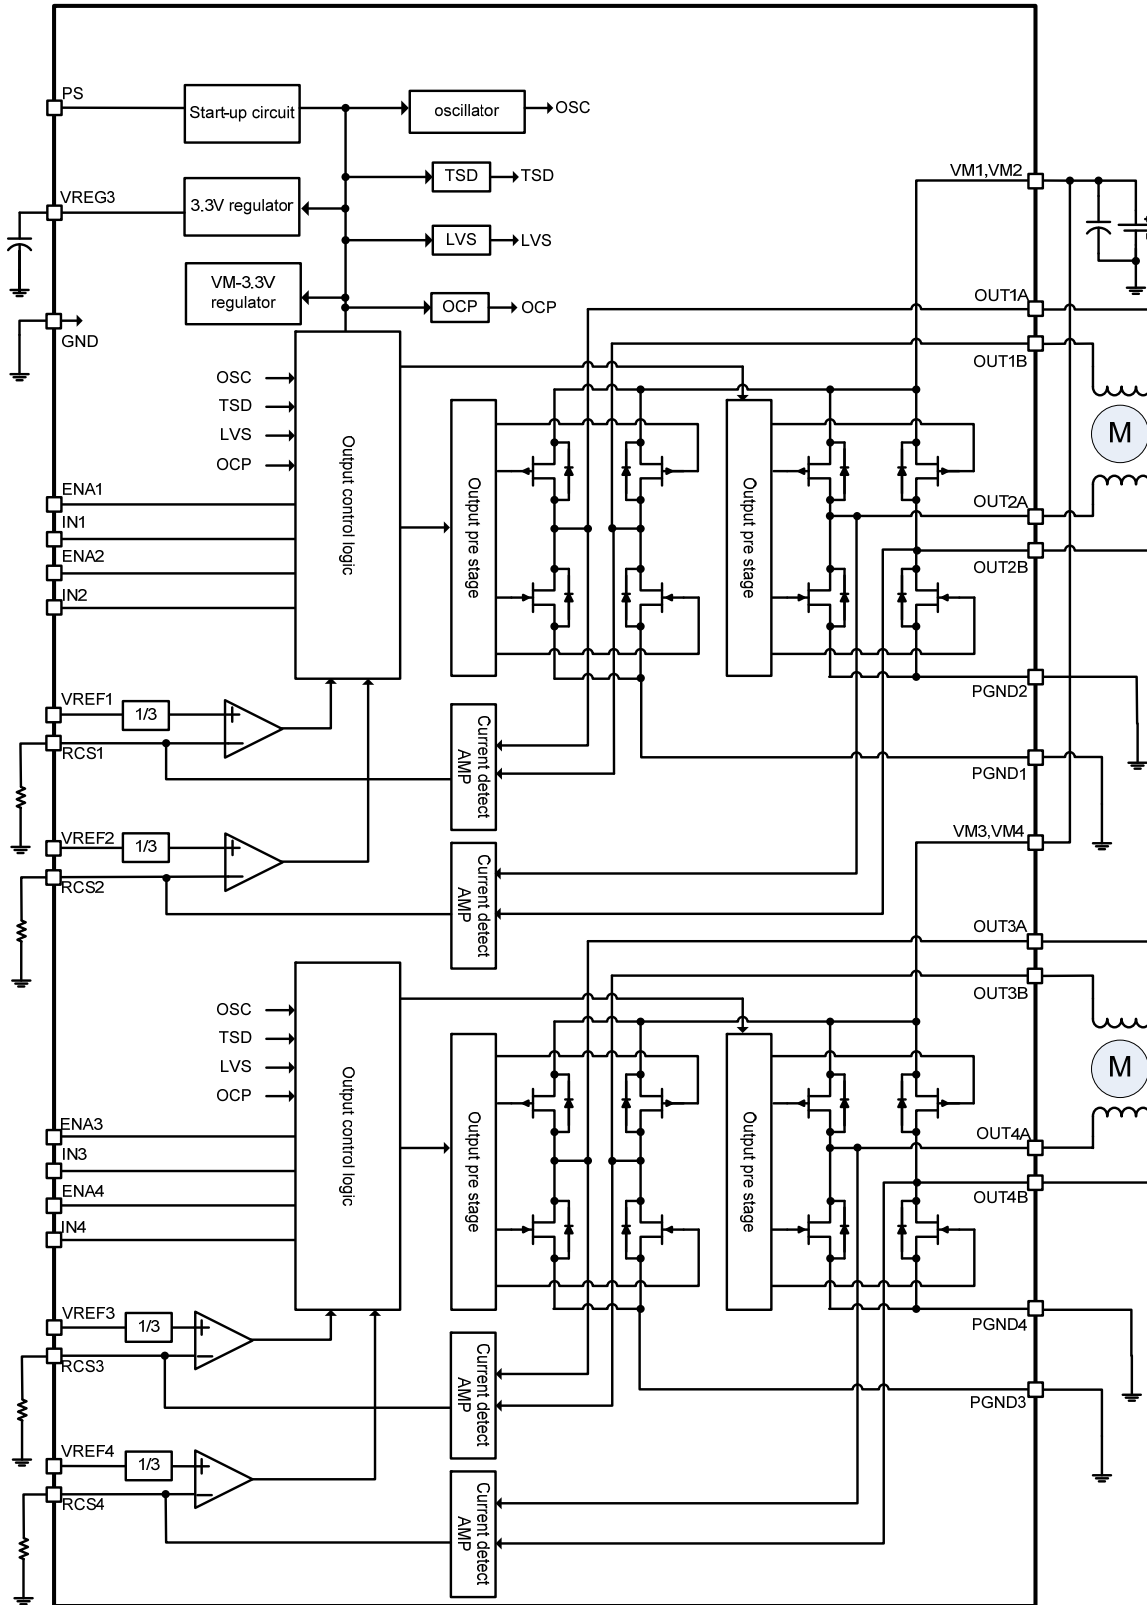 PS
Start-up circuit
oscillator
OSC
TSD
TSD
VM1,VM2
VREG3
3.3V regulator
LVS
LVS
VM-3.3V
regulator
OCP
OCP
OUT1A
GND
OUT1B
OSC
TSD
LVS
OCP
Output control logic
Output pre stage
Output pre stage
M
ENA1
IN1
ENA2
IN2
OUT2A
OUT2B
VREF1
1/3
+
−
RCS1
Current detect
AMP
PGND2
PGND1
VREF2
1/3
+
−
RCS2
Current detect
AMP
VM3,VM4
OUT3A
OUT3B
OSC
TSD
LVS
OCP
Output control logic
Output pre stage
Output pre stage
M
ENA3
IN3
ENA4
IN4
OUT4A
OUT4B
VREF3
1/3
+
−
RCS3
Current detect
AMP
PGND4
PGND3
VREF4
1/3
+
−
RCS4
Current detect
AMP